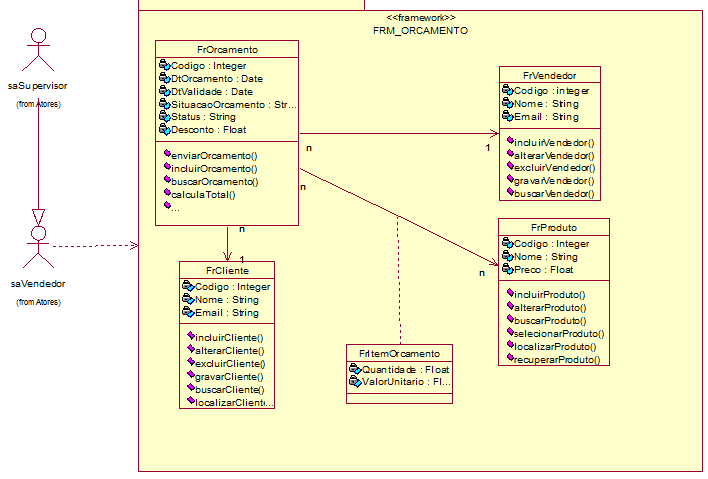 <<framework>>
FRM_ORCAMENTO
saSupervisor
(from Atores)
saVendedor
(from Atores)
FrOrcamento
Codigo : Integer
DtOrcamento : Date
DtValidade : Date
SituacaoOrcamento : Str...
Status : String
Desconto : Float
enviarOrcamento()
incluirOrcamento()
buscarOrcamento()
calculaTotal()
...
n
1
n
n
n
1
FrVendedor
Codigo : integer
Nome : String
Email : String
incluirVendedor()
alterarVendedor()
excluirVendedor()
gravarVendedor()
buscarVendedor()
FrProduto
Codigo : Integer
Nome : String
Preco : Float
incluirProduto()
alterarProduto()
buscarProduto()
selecionarProduto()
localizarProduto()
recuperarProduto()
FrCliente
Codigo : Integer
Nome : String
Email : String
incluirCliente()
alterarCliente()
excluirCliente()
gravarCliente()
buscarCliente()
localizarCliente...
FrItemOrcamento
Quantidade : Float
ValorUnitario : Fl...